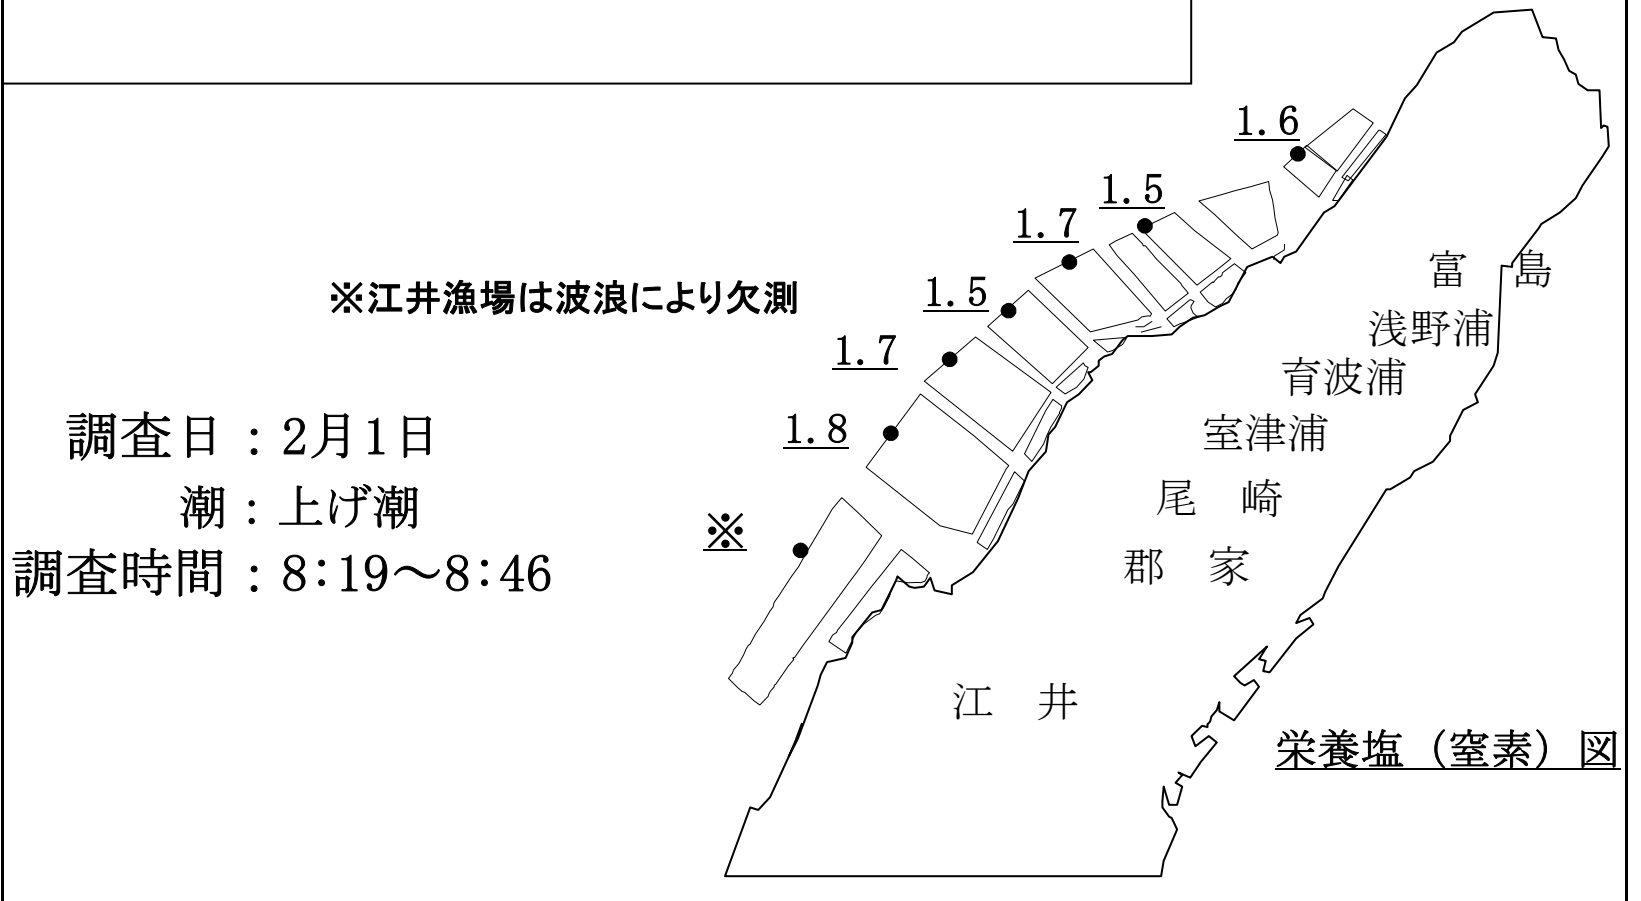 1.6
1.5
1.7
1.5
1.7
1.8
※
※江井漁場は波浪により欠測
調査日：2月1日
潮：上げ潮
調査時間：8:19～8:46
富　島
浅野浦
育波浦
室津浦
尾　崎
郡　家
江　井
栄養塩（窒素）図